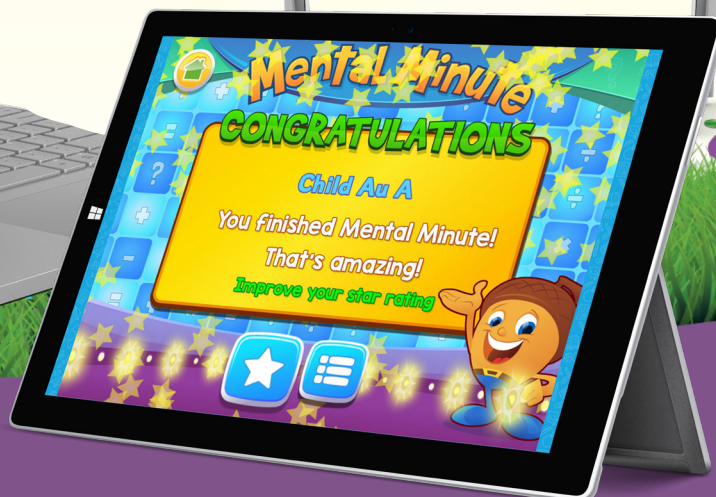 Mental Minute
CONGRATULATIONS
Child Au A
You finished Mental Minute!
That's amazing!
Improve your star rating